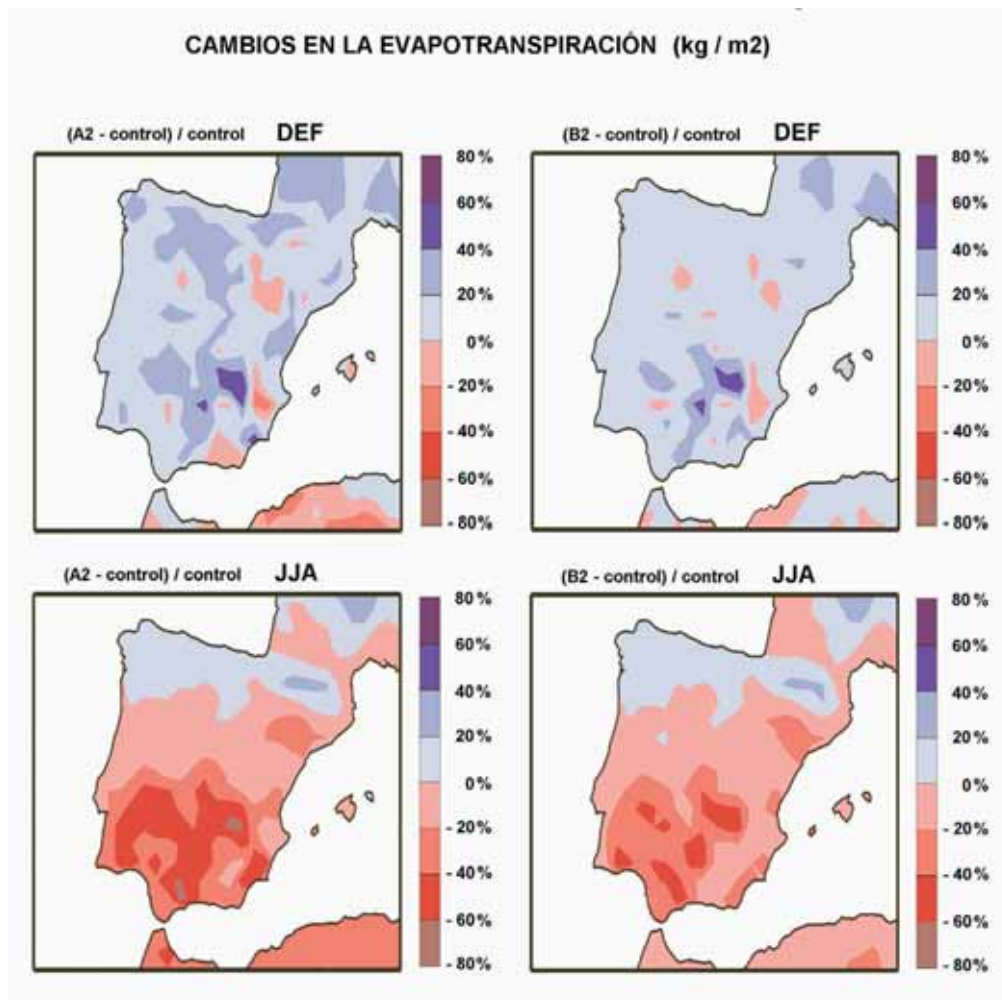 CAMBIOS EN LA EVAPOTRANSPIRACIÓN (kg / m2)
(A2 - control) / control DEF
80 %
60 %
40 %
20 %
0 %
- 20 %
- 40 %
- 60 %
- 80%
(B2 - control) / control DEF
80 %
60 %
40 %
20 %
0 %
- 20 %
- 40 %
- 60 %
- 80%
(A2 - control) / control JJA
80 %
60 %
40 %
20 %
0 %
- 20 %
- 40 %
- 60 %
- 80%
(B2 - control) / control JJA
80 %
60 %
40 %
20 %
0 %
- 20 %
- 40 %
- 60 %
- 80%